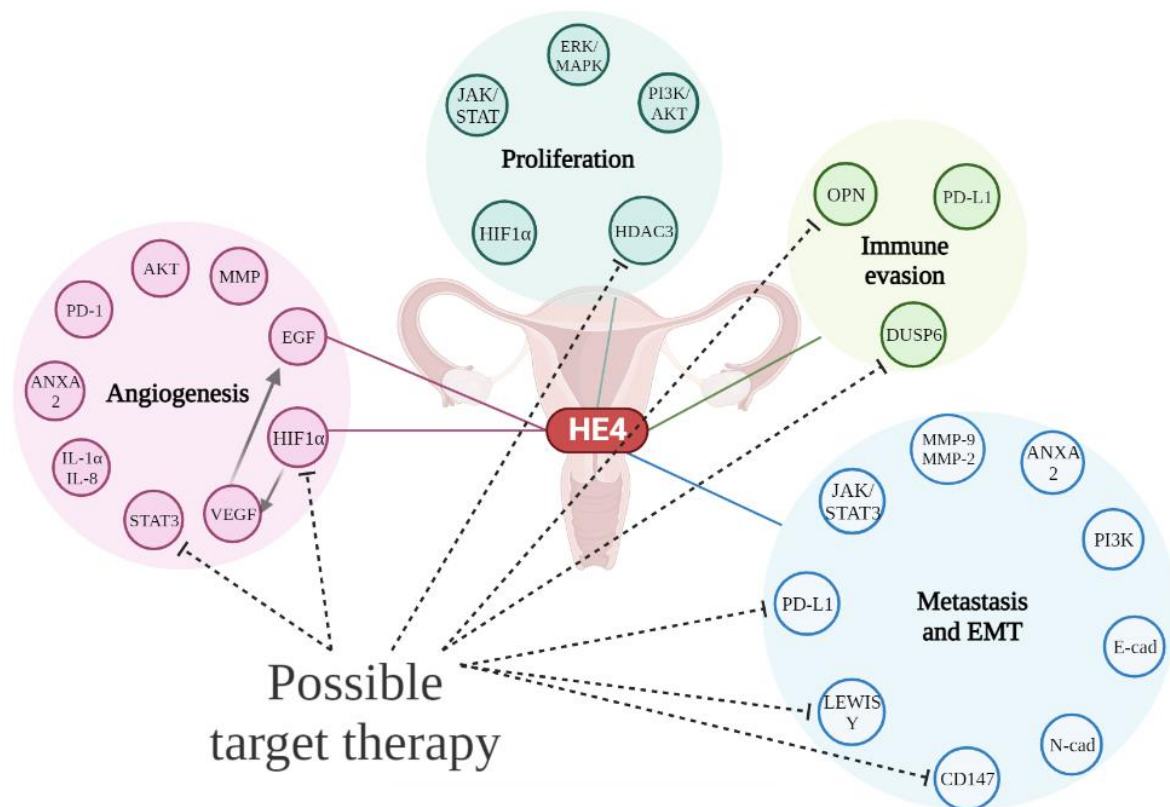 ERK/
MAPK
JAK/
STAT
PI3K/
AKT
Proliferation
HIF1α
HDAC3
OPN
PD-L1
Immune
evasion
DUSP6
AKT
MMP
PD-1
EGF
ANXA
2
Angiogenesis
HIF1α
IL-1α
IL-8
STAT3
VEGF
HE4
MMP-9
MMP-2
ANXA
2
JAK/
STAT3
PI3K
PD-L1
Metastasis
and EMT
E-cad
LEWIS
Y
N-cad
CD147
Possible
target therapy